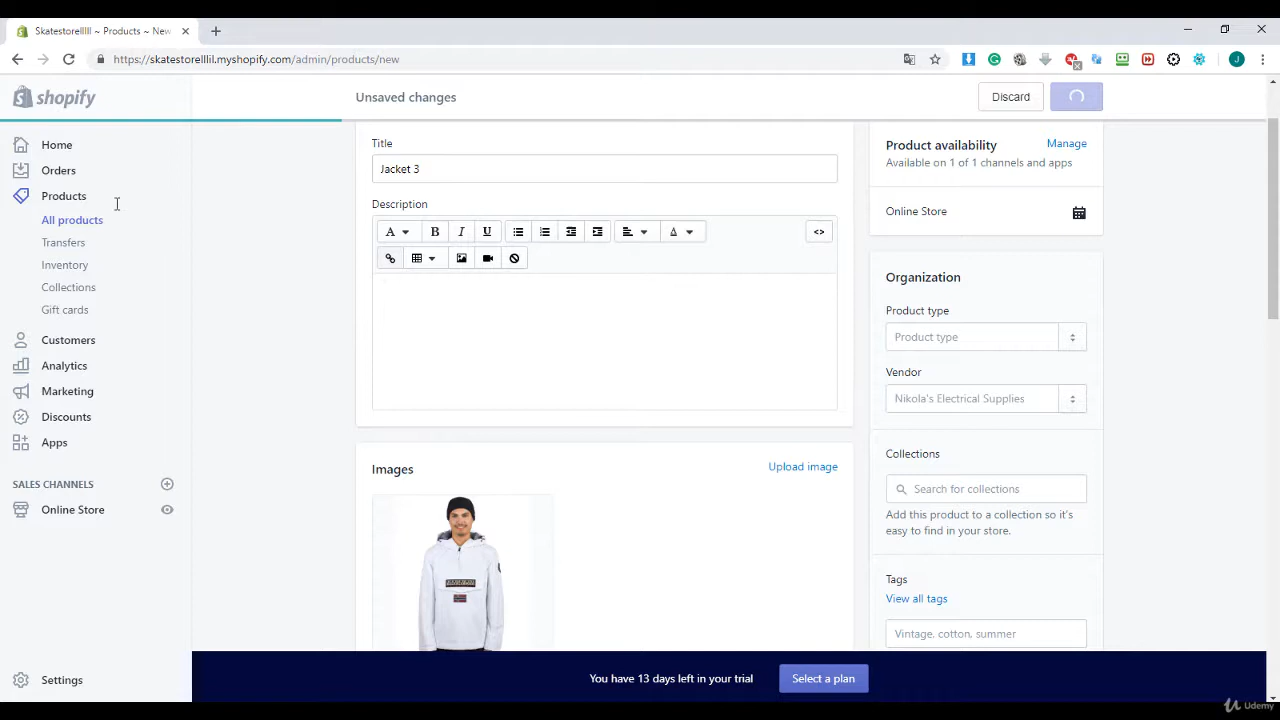 Skatestorelllll ~ Products ~ New
https://skatestorelllil.myshopify.com/admin/products/new
J
shopify
Unsaved changes
Discard
Home
Orders
Products
All products
Transfers
Inventory
Collections
Gift cards
Customers
Analytics
Marketing
Discounts
Apps
SALES CHANNELS
Online Store
Settings
Title
Jacket 3
Description
A B I U A <>
Images
Upload image
Product availability
Manage
Available on 1 of 1 channels and apps
Online Store
Organization
Product type
Product type
Vendor
Nikola's Electrical Supplies
Collections
Search for collections
Add this product to a collection so it's
easy to find in your store.
Tags
View all tags
Vintage, cotton, summer
You have 13 days left in your trial
Select a plan
Udemy